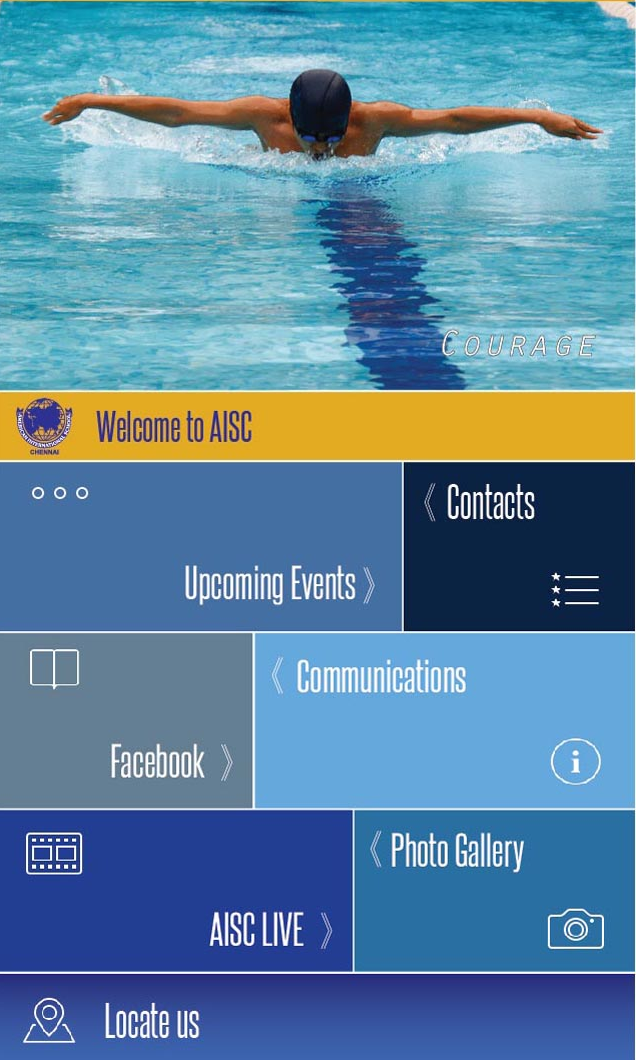 COURAGE
AMERICAN INTERNATIONAL SCHOOL
CHENNAI
Welcome to AISC
Contacts
Upcoming Events
Communications
Facebook
Photo Gallery
AISC LIVE
Locate us